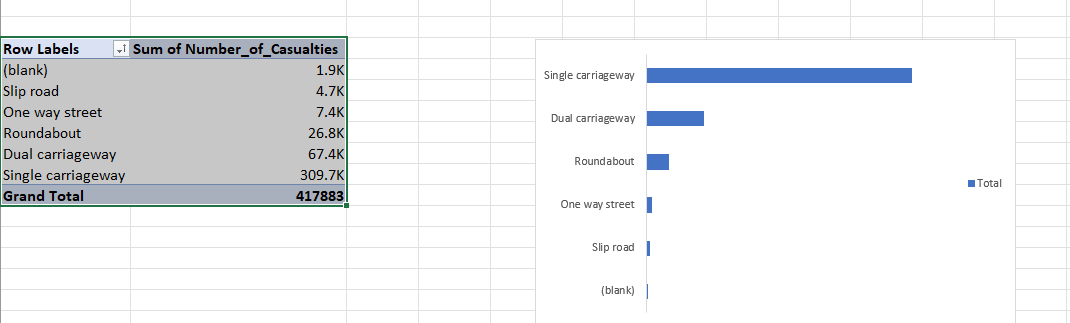 Row Labels Sum of Number_of_Casualties
(blank) 1.9K
Slip road 4.7K
One way street 7.4K
Roundabout 26.8K
Dual carriageway 67.4K
Single carriageway 309.7K
Grand Total 417883
Single carriageway
Dual carriageway
Roundabout
One way street
Slip road
(blank)
Total